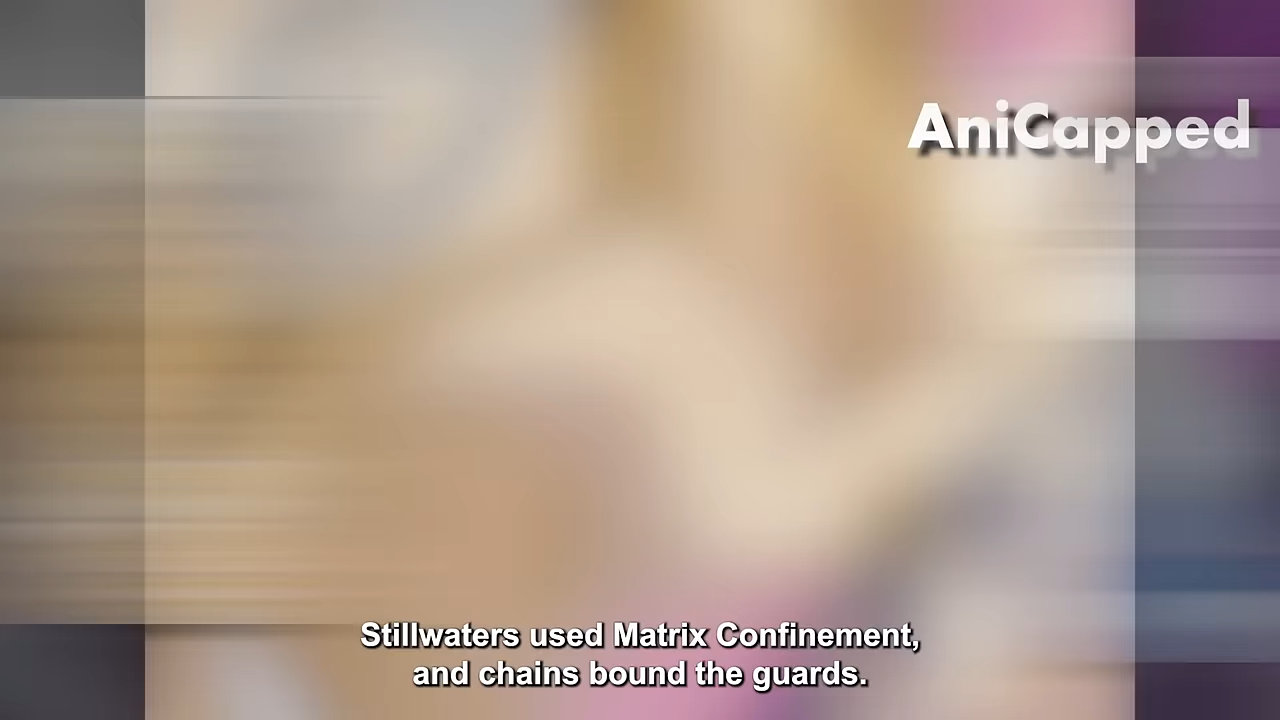 AniCapped
Stillwaters used Matrix Confinement,
and chains bound the guards.